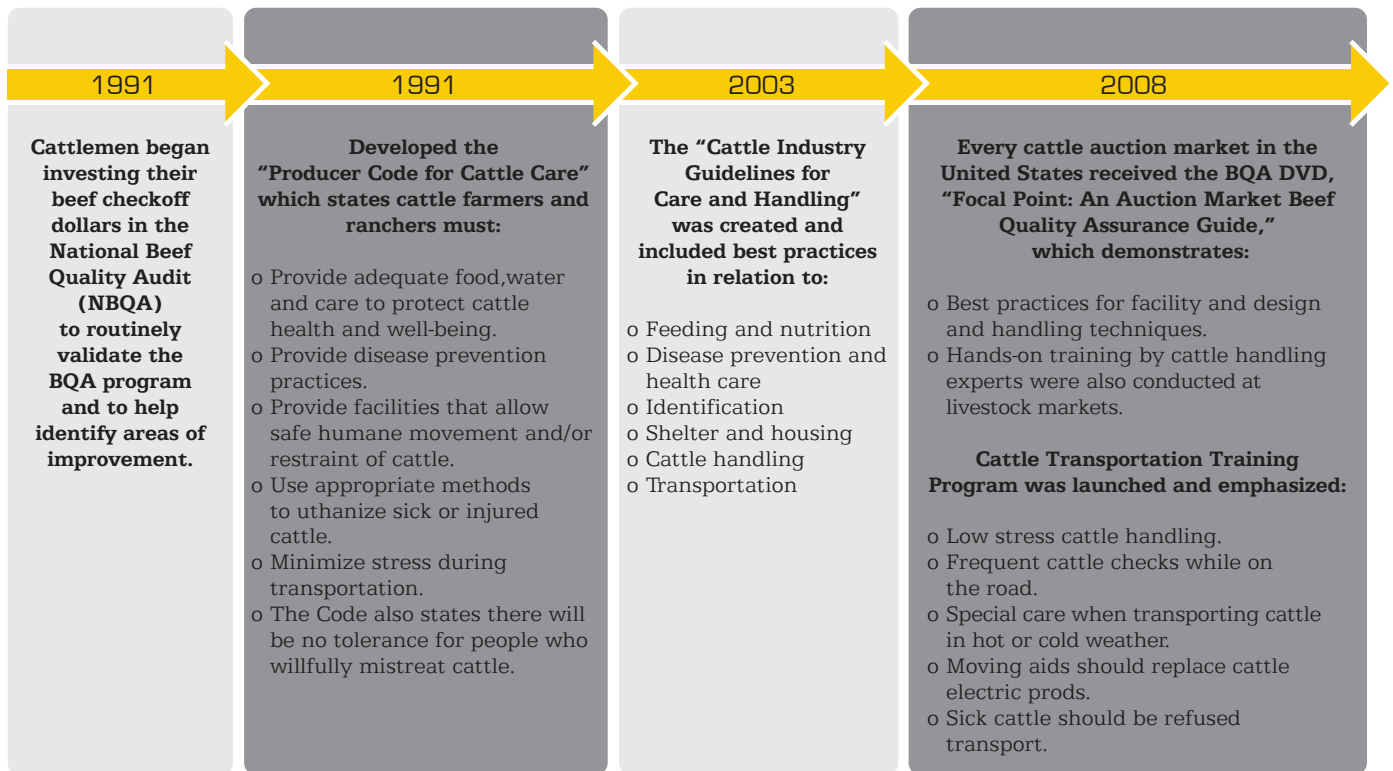 1991
Cattlemen began
investing their
beef checkoff
dollars in the
National Beef
Quality Audit
(NBQA)
to routinely
validate the
BQA program
and to help
identify areas of
improvement.
1991
Developed the
“Producer Code for Cattle Care”
which states cattle farmers and
ranchers must:
o Provide adequate food,water
and care to protect cattle
health and well-being.
o Provide disease prevention
practices.
o Provide facilities that allow
safe humane movement and/or
restraint of cattle.
o Use appropriate methods
to uthanize sick or injured
cattle.
o Minimize stress during
transportation.
o The Code also states there will
be no tolerance for people who
willfully mistreat cattle.
2003
The “Cattle Industry
Guidelines for
Care and Handling”
was created and
included best practices
in relation to:
o Feeding and nutrition
o Disease prevention and
health care
o Identification
o Shelter and housing
o Cattle handling
o Transportation
2008
Every cattle auction market in the
United States received the BQA DVD,
“Focal Point: An Auction Market Beef
Quality Assurance Guide,”
which demonstrates:
o Best practices for facility and design
and handling techniques.
o Hands-on training by cattle handling
experts were also conducted at
livestock markets.
Cattle Transportation Training
Program was launched and emphasized:
o Low stress cattle handling.
o Frequent cattle checks while on
the road.
o Special care when transporting cattle
in hot or cold weather.
o Moving aids should replace cattle
electric prods.
o Sick cattle should be refused
transport.